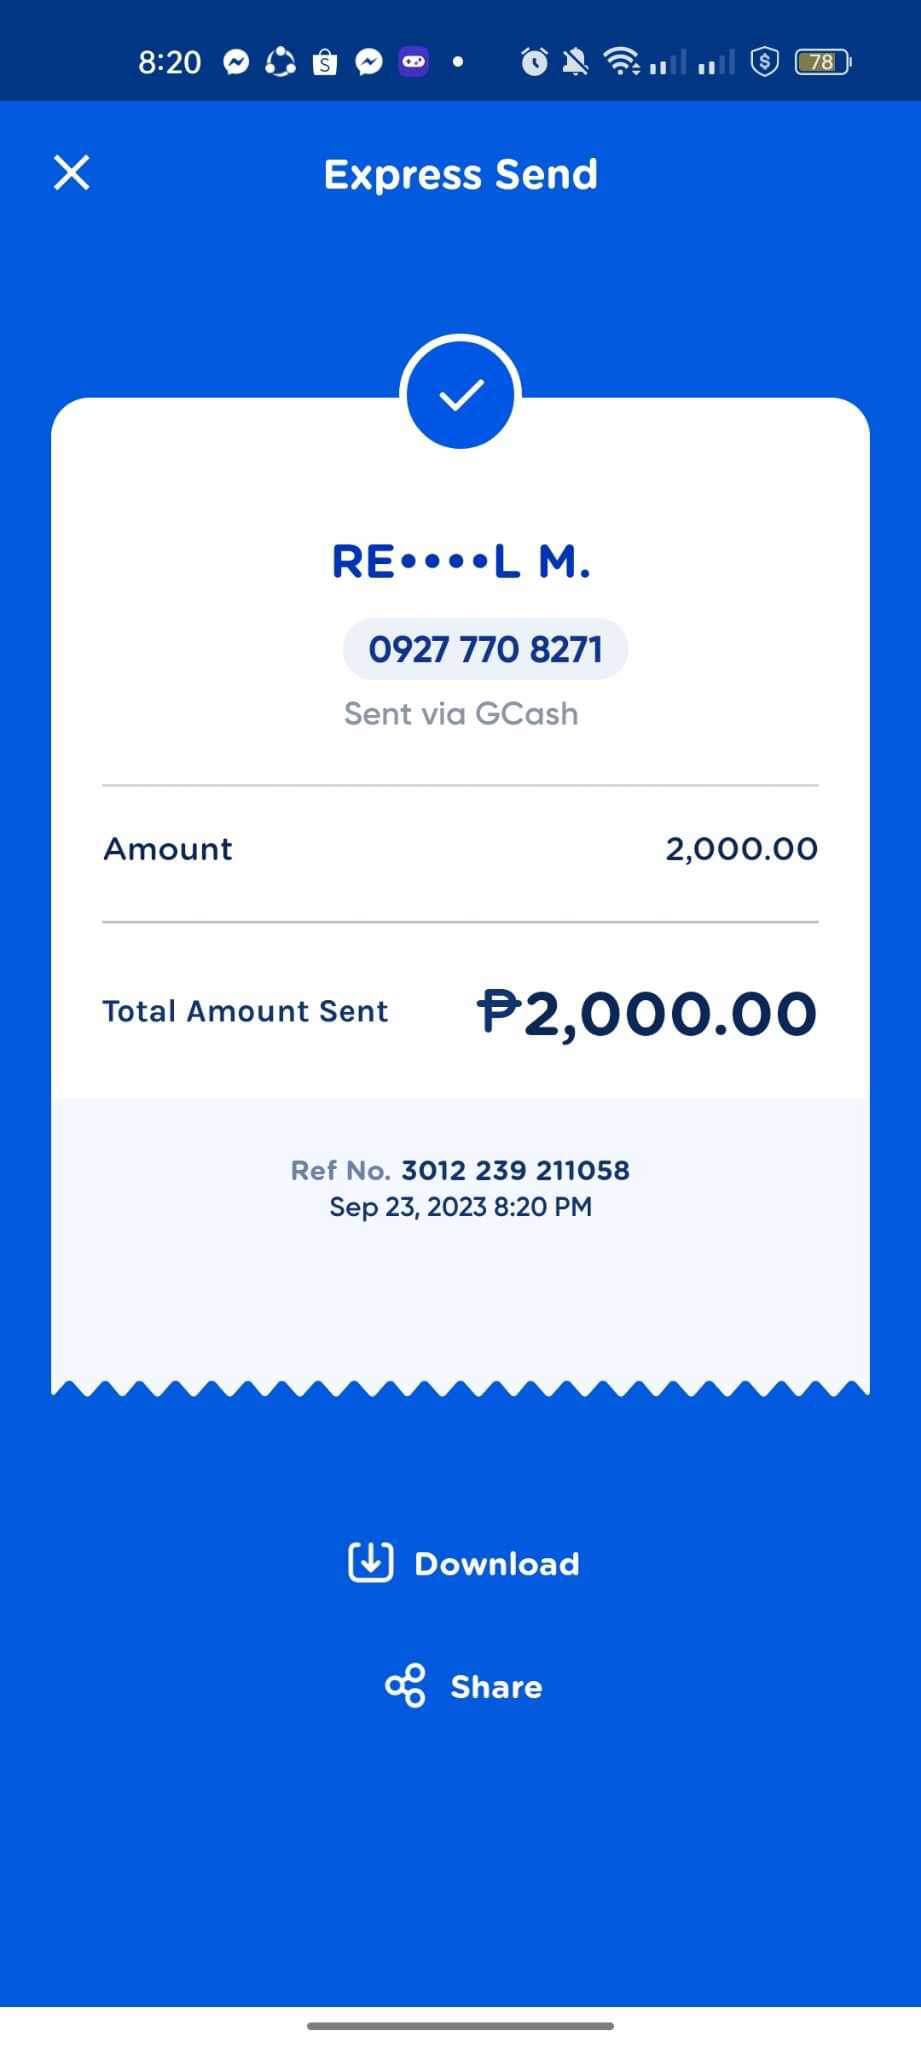 8:20
78
Express Send
RE••••L M.
0927 770 8271
Sent via GCash
Amount 2,000.00
Total Amount Sent ₱2,000.00
Ref No. 3012 239 211058
Sep 23, 2023 8:20 PM
Download
Share